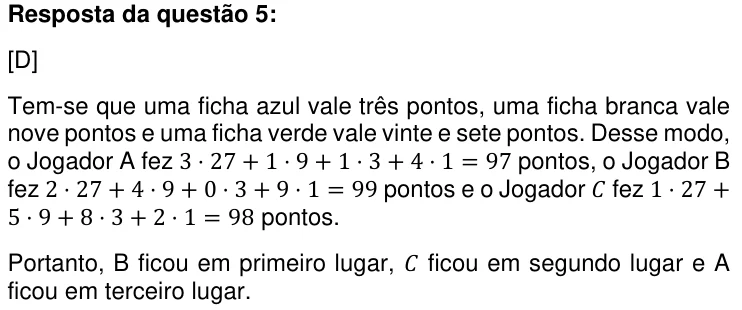 Resposta da questão 5:
[D]
Tem-se que uma ficha azul vale três pontos, uma ficha branca vale
nove pontos e uma ficha verde vale vinte e sete pontos. Desse modo,
o Jogador A fez 3 · 27 + 1 · 9 + 1 · 3 + 4 · 1 = 97 pontos, o Jogador B
fez 2 · 27 + 4 · 9 + 0 · 3 + 9 · 1 = 99 pontos e o Jogador C fez 1 · 27 +
5 · 9 + 8 · 3 + 2 · 1 = 98 pontos.
Portanto, B ficou em primeiro lugar, C ficou em segundo lugar e A
ficou em terceiro lugar.